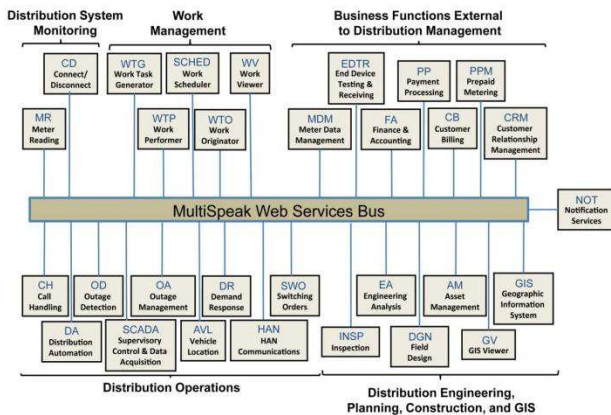 Distribution System
Monitoring
Work
Management
Business Functions External
to Distribution Management
CD
Connect/
Disconnect
WTG
Work Task
Generator
SCHED
Work
Scheduler
WV
Work
Viewer
EDTR
End Device
Testing &
Receiving
PP
Payment
Processing
PPM
Prepaid
Metering
MR
Meter
Reading
WTP
Work
Performer
WTO
Work
Originator
MDM
Meter Data
Management
FA
Finance &
Accounting
CB
Customer
Billing
CRM
Customer
Relationship
Management
MultiSpeak Web Services Bus
NOT
Notification
Services
CH
Call
Handling
OD
Outage
Detection
OA
Outage
Management
DR
Demand
Response
SWO
Switching
Orders
EA
Engineering
Analysis
AM
Asset
Management
GIS
Geographic
Information
System
DA
Distribution
Automation
SCADA
Supervisory
Control & Data
Acquisition
AVL
Vehicle
Location
HAN
HAN
Communications
INSP
Inspection
DGN
Field
Design
GV
GIS Viewer
Distribution Operations
Distribution Engineering,
Planning, Construction, and GIS